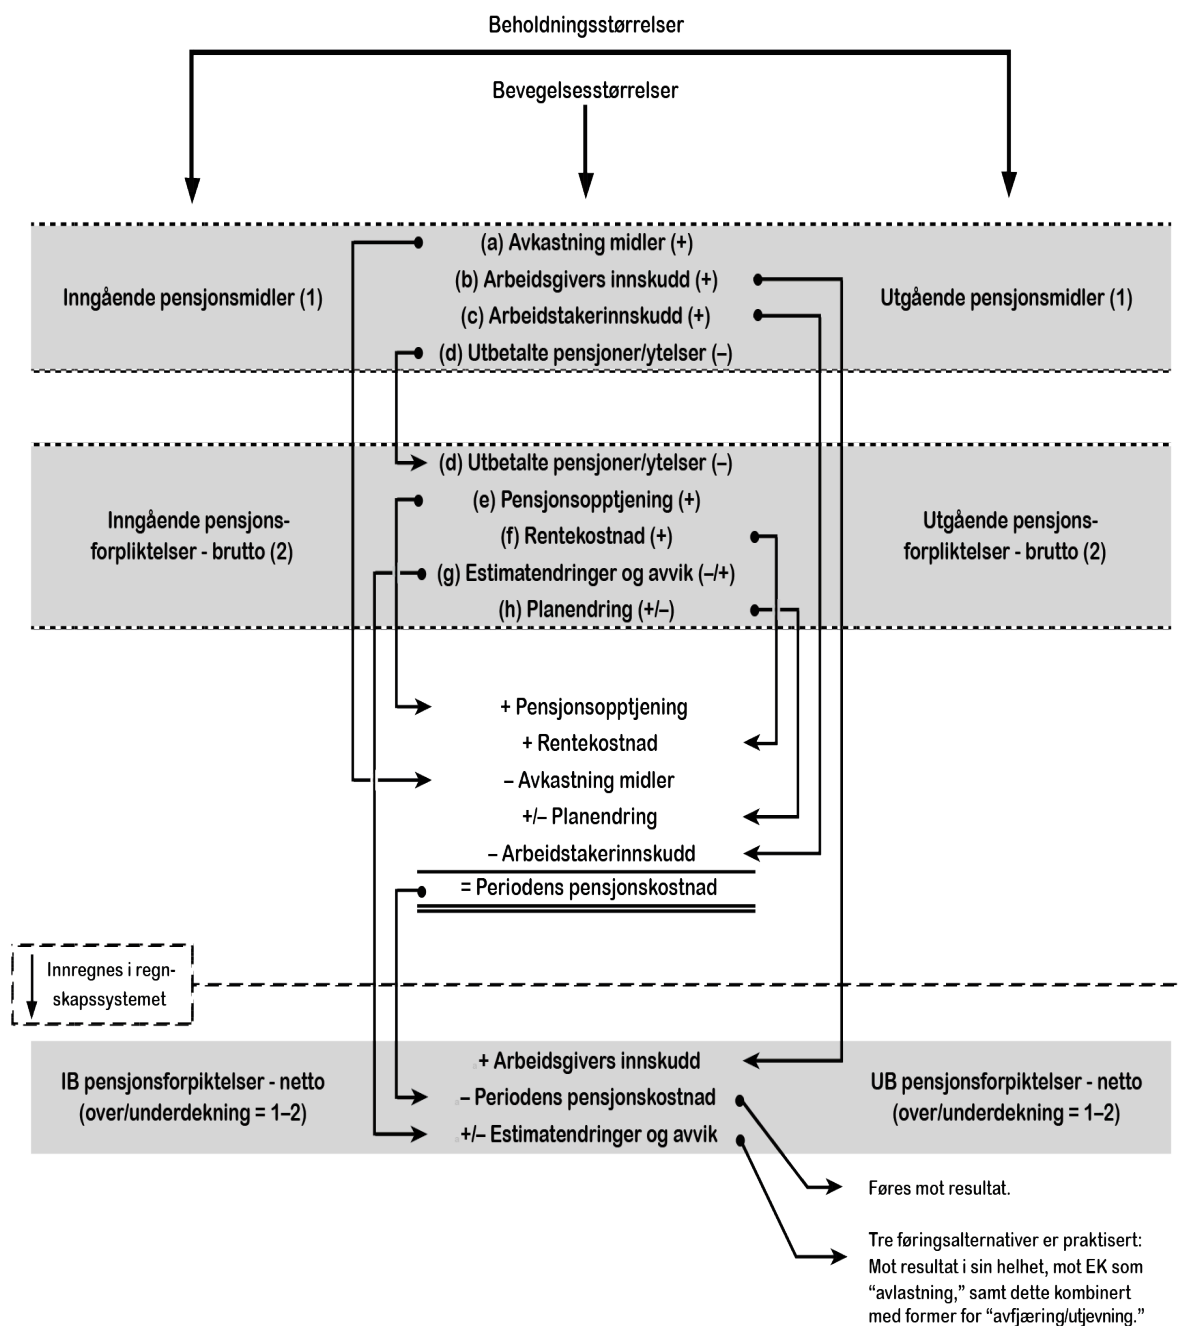 Beholdningsstørrelser
Bevegelsesstørrelser
(a) Avkastning midler (+)
(b) Arbeidsgivers innskudd (+)
Inngående pensjonsmidler (1)
Utgående pensjonsmidler (1)
(c) Arbeidstakerinnskudd (+)
(d) Utbetalte pensjoner/ytelser (–)
(d) Utbetalte pensjoner/ytelser (–)
(e) Pensjonsopptjening (+)
Inngående pensjons-
forpliktelser - brutto (2)
Utgående pensjons-
forpliktelser - brutto (2)
(f) Rentekostnad (+)
(g) Estimatendringer og avvik (–/+)
(h) Planendring (+/–)
+ Pensjonsopptjening
+ Rentekostnad
– Avkastning midler
+/– Planendring
– Arbeidstakerinnskudd
= Periodens pensjonskostnad
Innregnes i regn-
skapssystemet
+ Arbeidsgivers innskudd
IB pensjonsforpiktelser - netto
(over/underdekning = 1–2)
UB pensjonsforpiktelser - netto
(over/underdekning = 1–2)
– Periodens pensjonskostnad
+/– Estimatendringer og avvik
Føres mot resultat.
Tre føringsalternativer er praktisert:
Mot resultat i sin helhet, mot EK som
“avlastning,” samt dette kombinert
med former for “avfjæring/utjevning.”